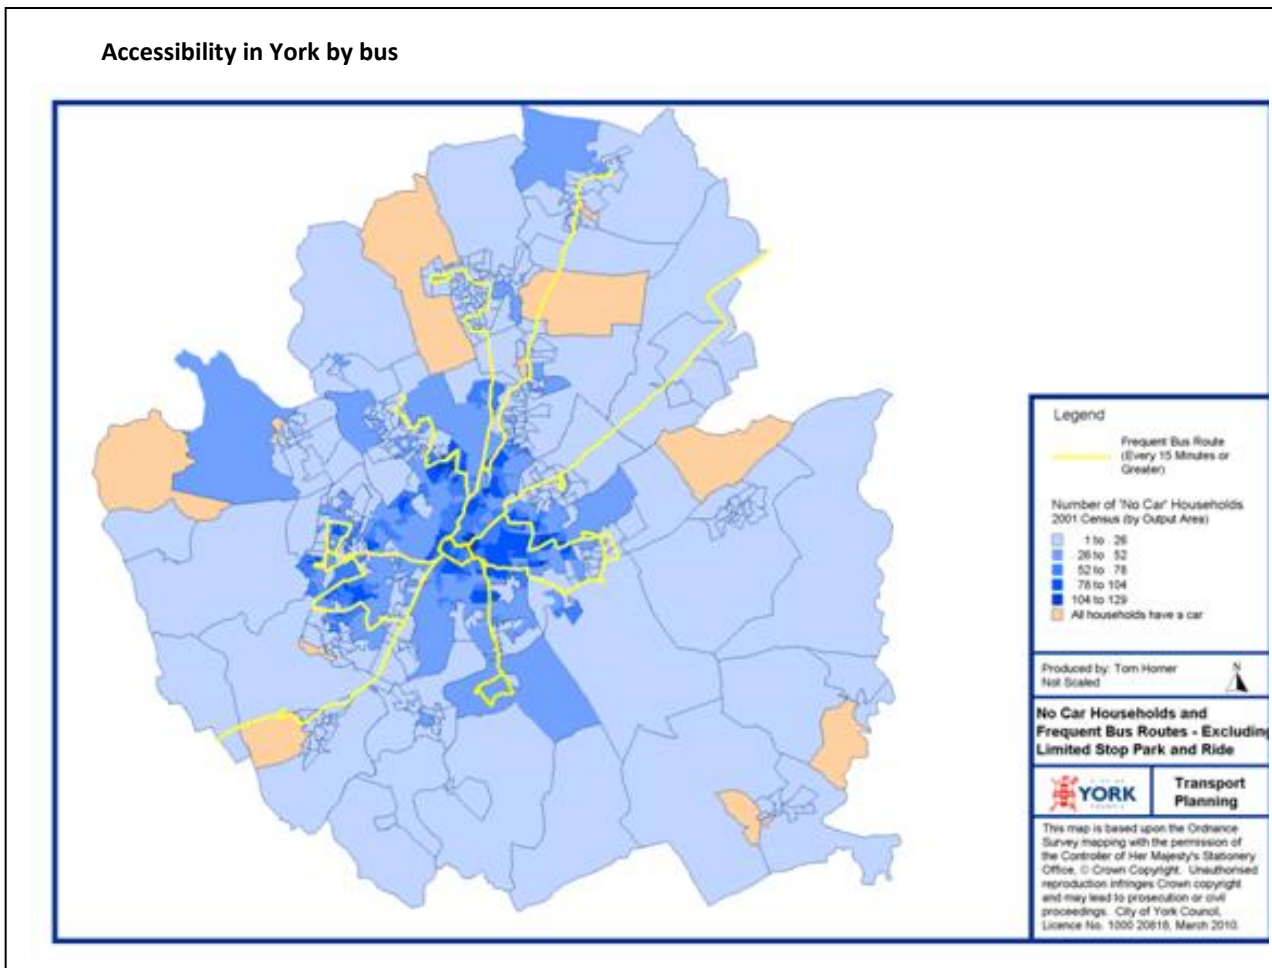 Accessibility in York by bus
Legend
Frequent Bus Route
(Every 15 Minutes or
Greater)
Number of 'No Car' Households
2001 Census (by Output Area)
1 to 26
26 to 52
52 to 78
78 to 104
104 to 129
All households have a car
Produced by: Tom Horner
Not Scaled
N
No Car Households and
Frequent Bus Routes - Excluding
Limited Stop Park and Ride
CITY OF
YORK
COUNCIL
Transport
Planning
This map is based upon the Ordnance
Survey mapping with the permission of
the Controller of Her Majesty's Stationery
Office, © Crown Copyright. Unauthorised
reproduction infringes Crown copyright
and may lead to prosecution or civil
proceedings. City of York Council,
Licence No. 1000 20818, March 2010.